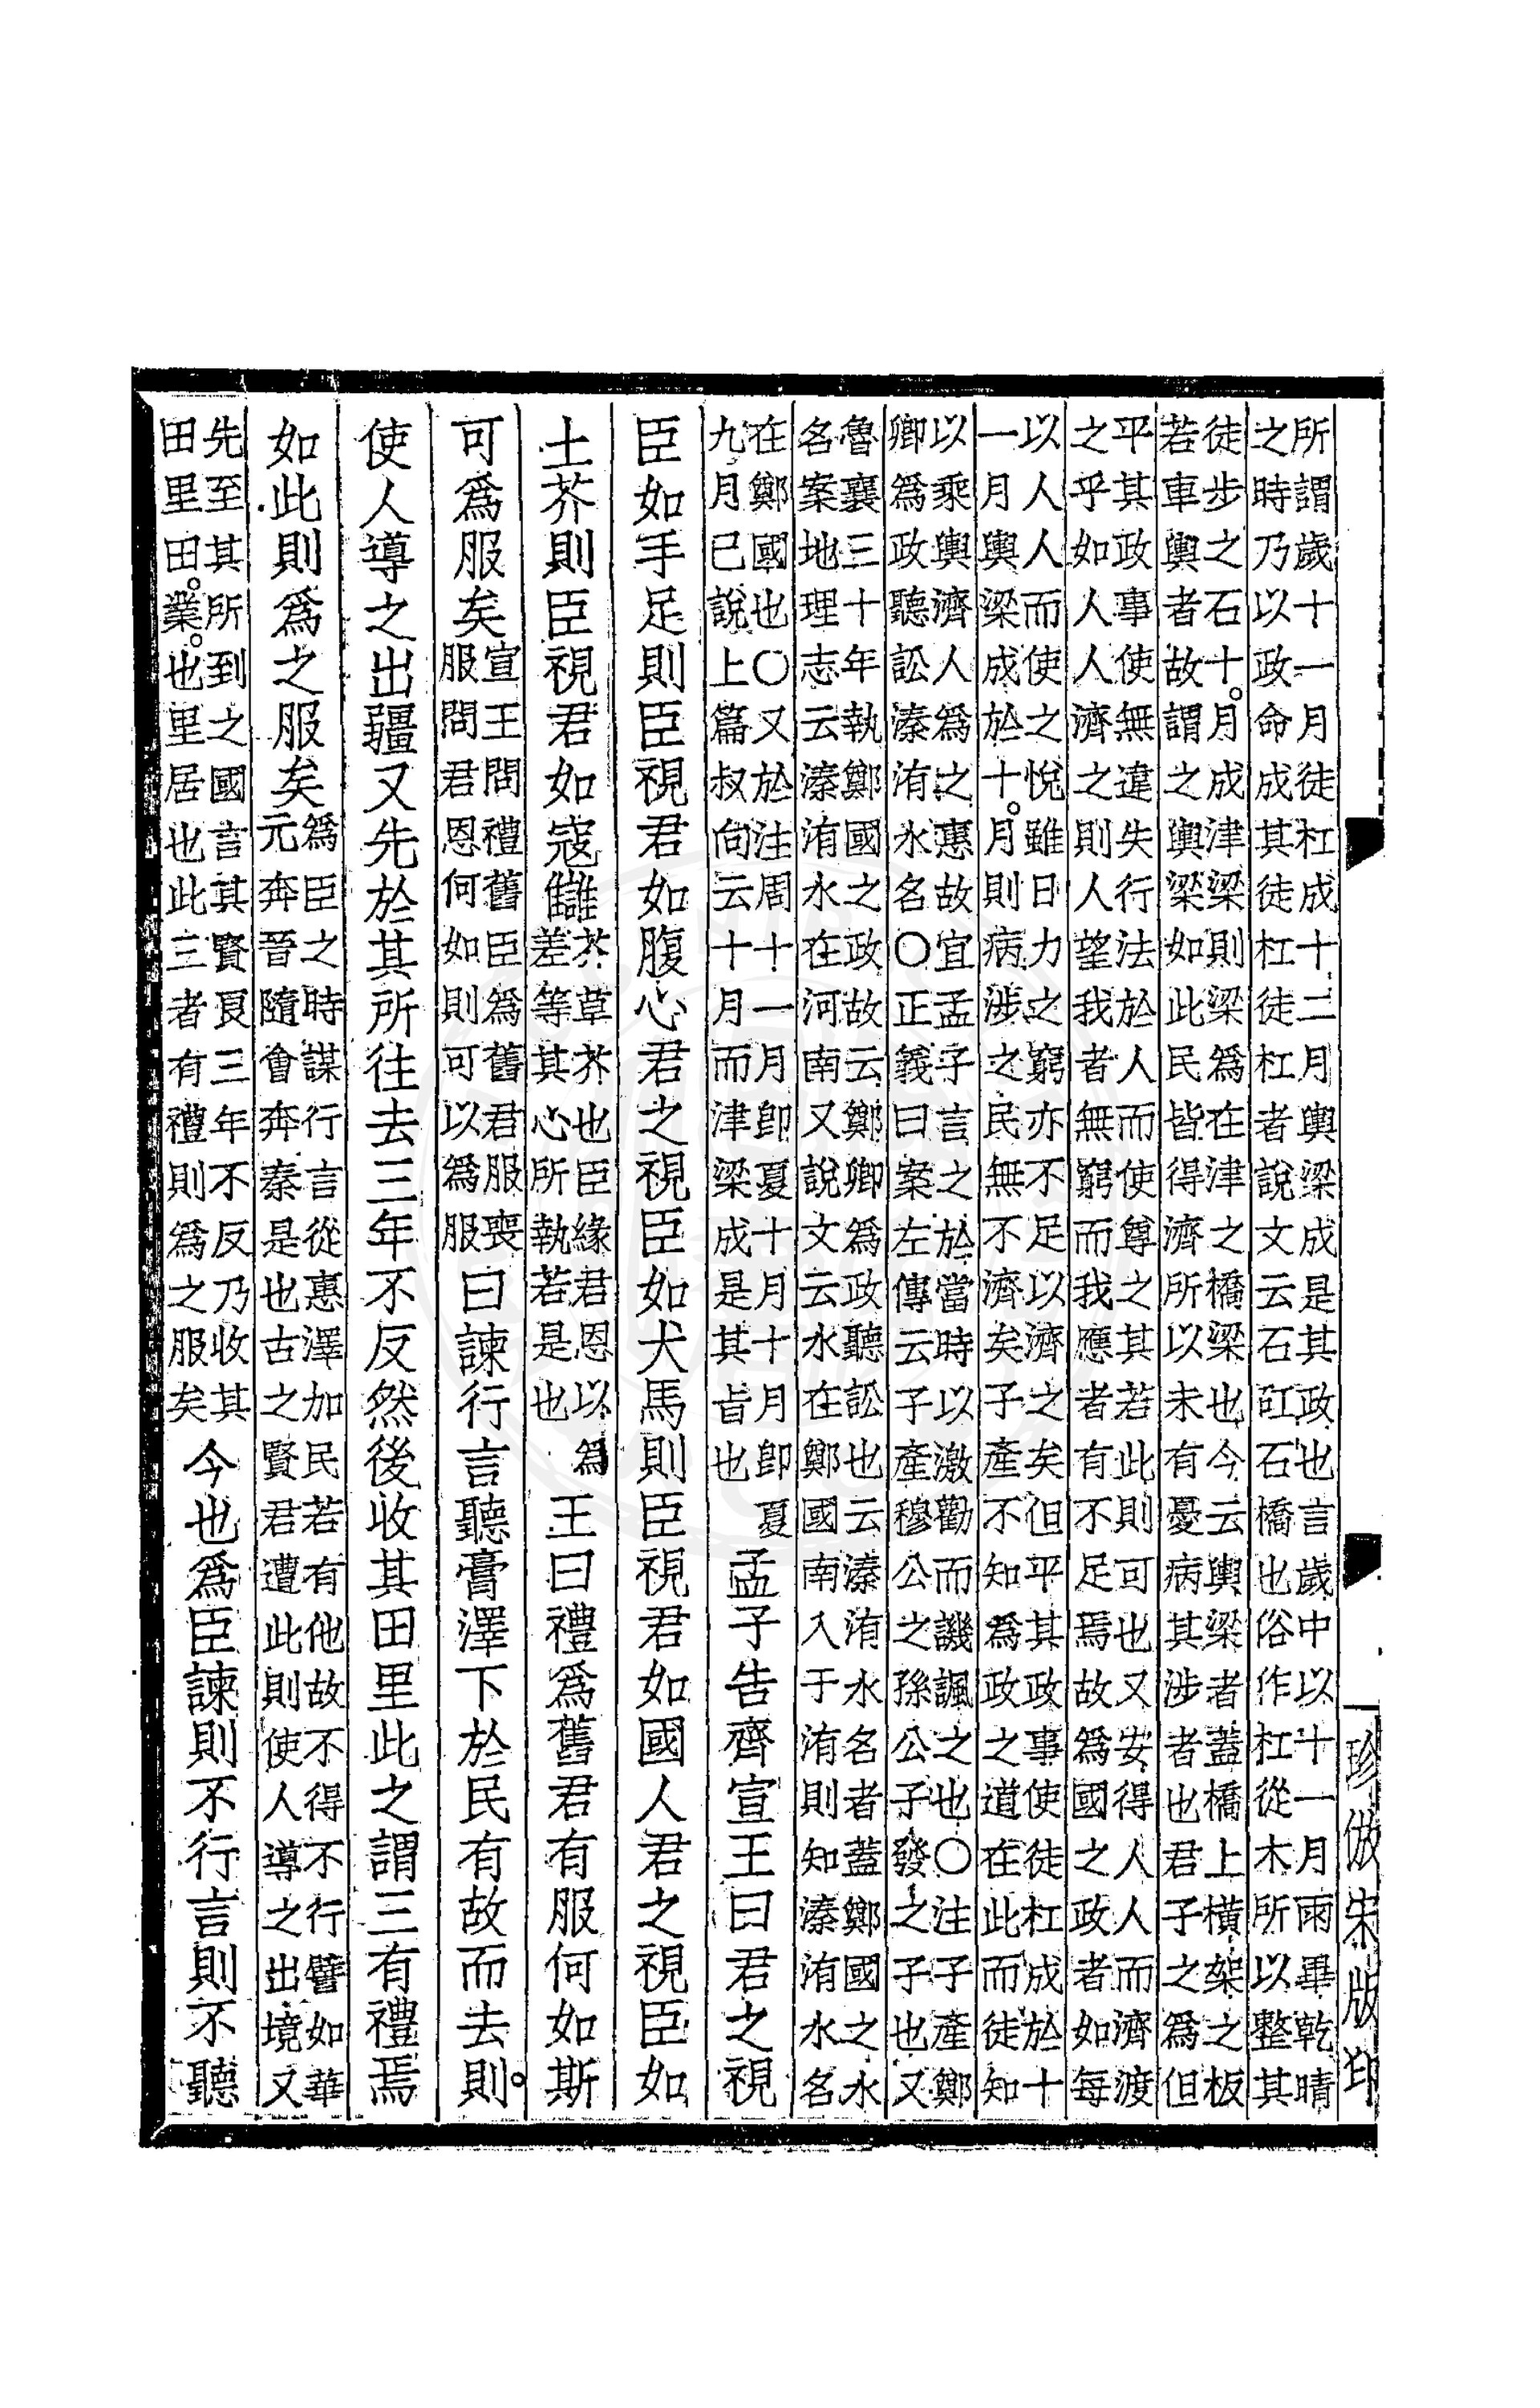 所謂歲十一月徒杠成十二月輿梁成是其政也言歲中以十一月雨畢乾晴
之時乃以政命成其徒杠徒杠者說文云石矼石橋也俗作杠從木所以整其
徒步之石十。月成津梁則梁爲在津之橋梁也今云輿梁者蓋橋上橫架之板
若車輿者故謂之輿梁如此民皆得濟所以未有憂病其涉者也君子之爲但
平其政事使無違失行法於人而使尊之其若此則可也又安得人人而濟渡
之乎如人人濟之則人望我者無窮而我應者有不足焉故爲國之政者如每
以人人而使之悅雖日力之窮亦不足以濟之矣但平其政事使徒杠成於十
一月輿梁成於十。月則病涉之民無不濟矣子產不知爲政之道在此而徒知
以乘輿濟人爲之惠故宜孟子言之於當時以激勸而譏諷之也〇注子產鄭
卿爲政聽訟溱洧水名〇正義曰案左傳云子產穆公之孫公子發之子也又
魯襄三十年執鄭國之政故云鄭卿爲政聽訟也云溱洧水名者蓋鄭國之水
名案地理志云溱洧水在河南又說文云水在鄭國南入于洧則知溱洧水名
在鄭國也〇又於注周十一月卽夏十月十月卽夏
九月已說上篇叔向云十月而津梁成是其旨也
孟子告齊宣王曰君之視
臣如手足則臣視君如腹心君之視臣如犬馬則臣視君如國人君之視臣如
土芥則臣視君如寇讎
芥草芥也臣緣君恩以爲
差等其心所執若是也
王曰禮爲舊君有服何如斯
可爲服矣
宣王問禮舊臣爲舊君服喪
服問君恩何如則可以爲服
曰諫行言聽膏澤下於民有故而去則。
使人導之出疆又先於其所往去三年不反然後收其田里此之謂三有禮焉
如此則爲之服矣
爲臣之時謀行言從惠澤加民若有他故不得不行譬如華
元奔晉隨會奔秦是也古之賢君遭此則使人導之出境又
先至其所到之國言其賢良三年不反乃收其
田里田。業。也里居也此三者有禮則爲之服矣
今也爲臣諫則不行言則不聽
珍倣宋版印